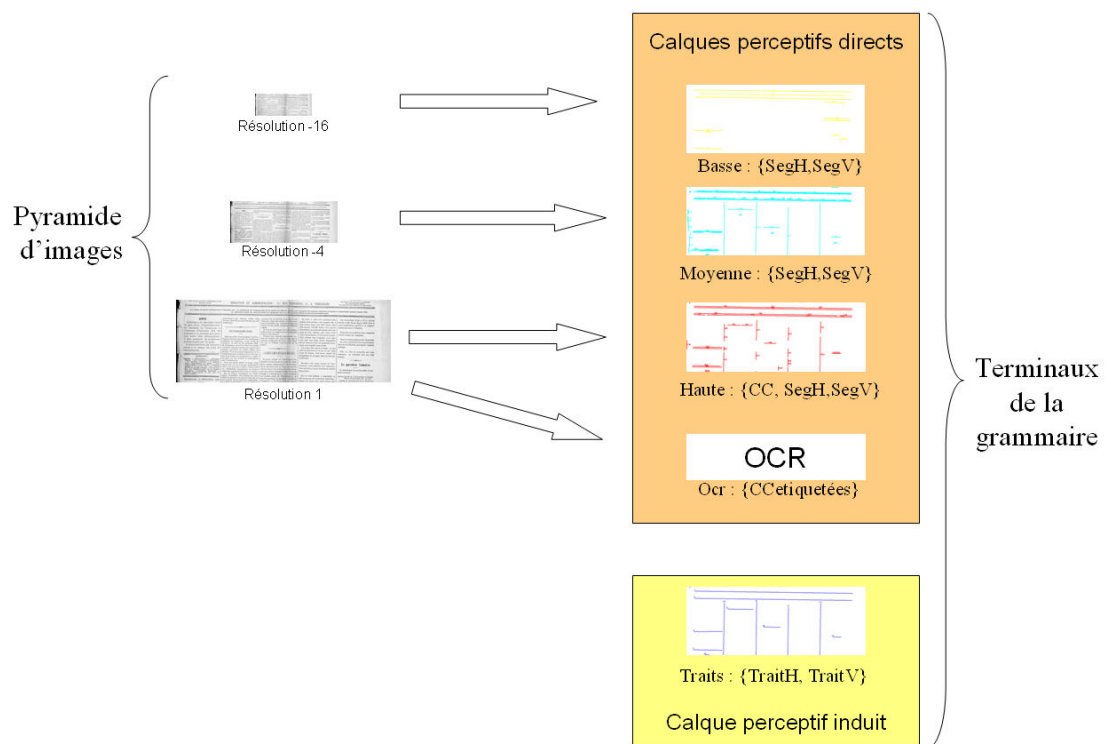 Pyramide
d'images
Résolution -16
Résolution -4
Résolution 1
Calques perceptifs directs
Basse : {SegH,SegV}
Moyenne : {SegH,SegV}
Haute : {CC, SegH,SegV}
OCR
Ocr : {CCetiquetées}
Traits : {TraitH, TraitV}
Calque perceptif induit
Terminaux
de la
grammaire